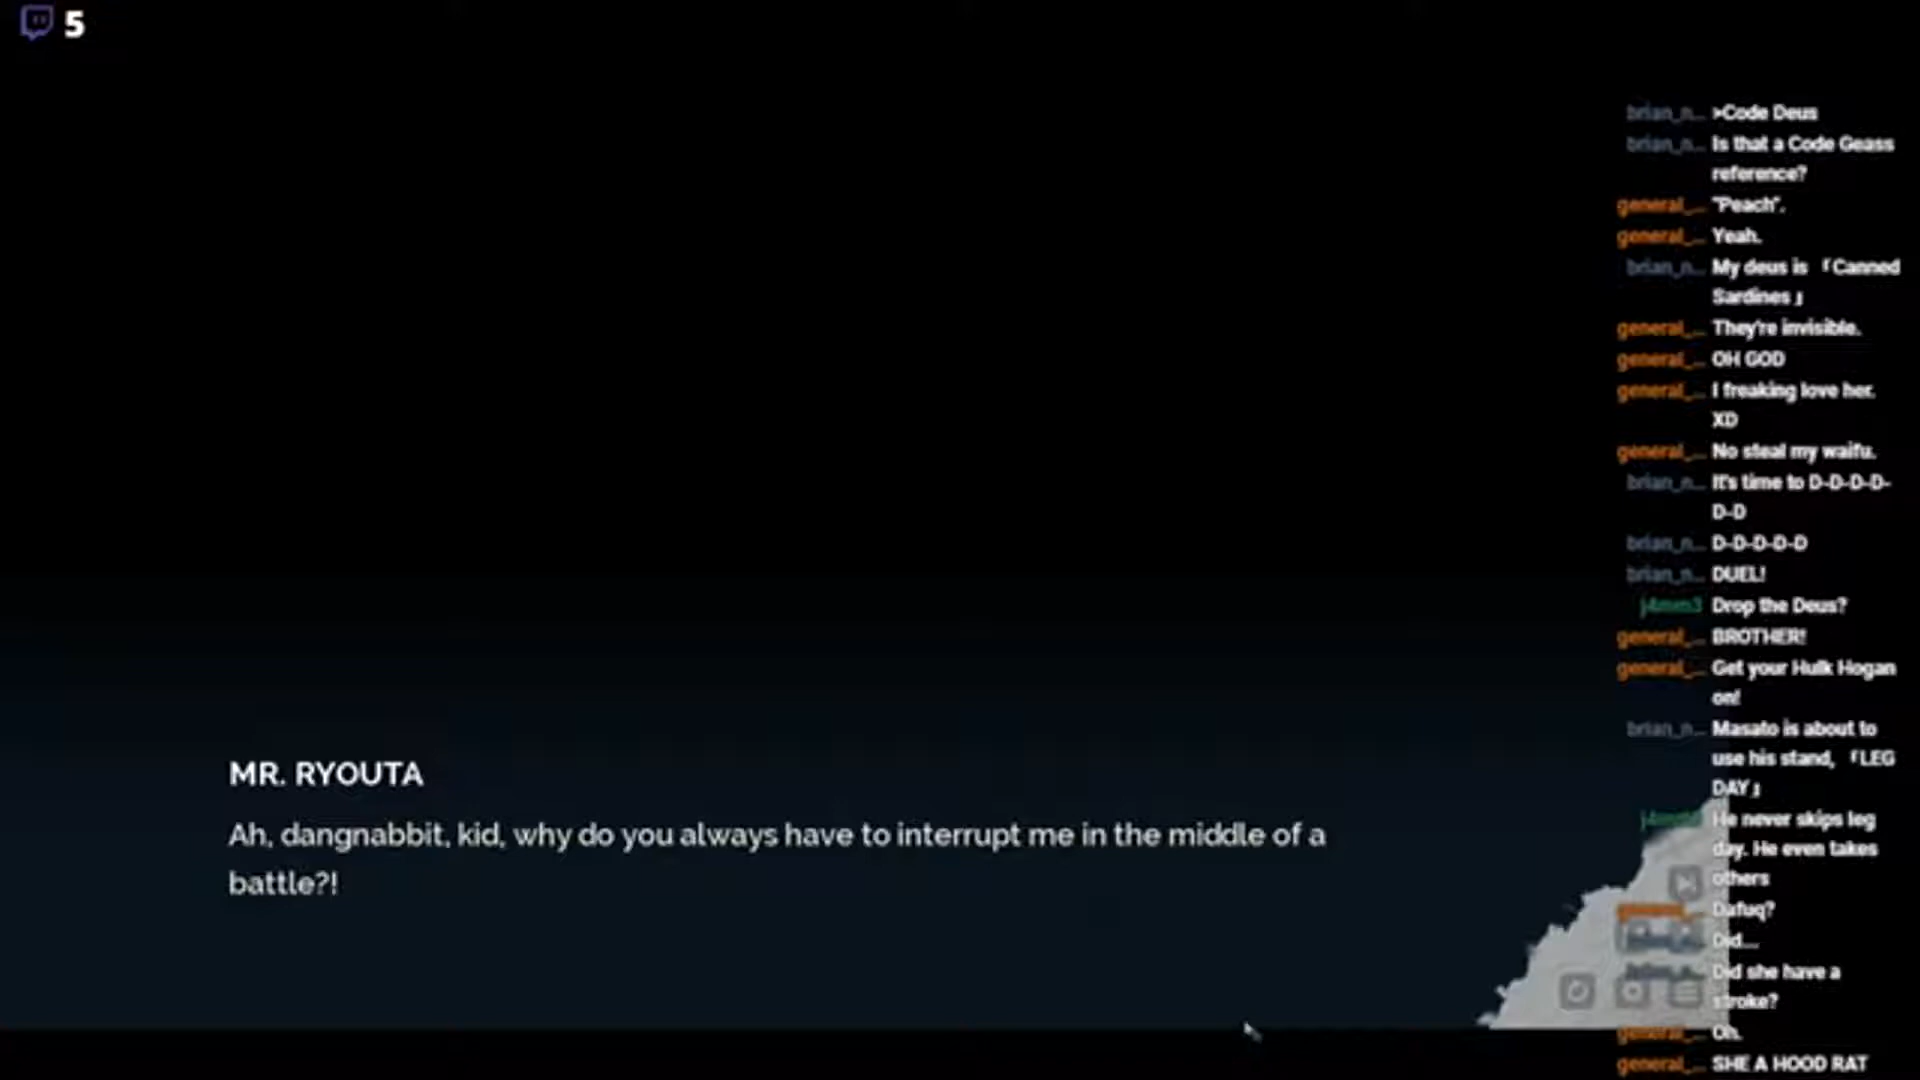 5
brian_n... >Code Deus
brian_n... Is that a Code Geass
reference?
general_... "Peach".
general_... Yeah.
brian_n... My deus is 「Canned
Sardines」
general_... They're invisible.
general_... OH GOD
general_... I freaking love her.
XD
general_... No steal my waifu.
brian_n... It's time to D-D-D-D-
D-D
brian_n... D-D-D-D-D
brian_n... DUEL!
j4mm3 Drop the Deus?
general_... BROTHER!
general_... Get your Hulk Hogan
on!
brian_n... Masato is about to
use his stand, 「LEG
DAY」
He never skips leg
day. He even takes
others
general_... Dafuq?
Did...
Did she have a
stroke?
general_... Oh.
general_... SHE A HOOD RAT
MR. RYOUTA
Ah, dangnabbit, kid, why do you always have to interrupt me in the middle of a
battle?!